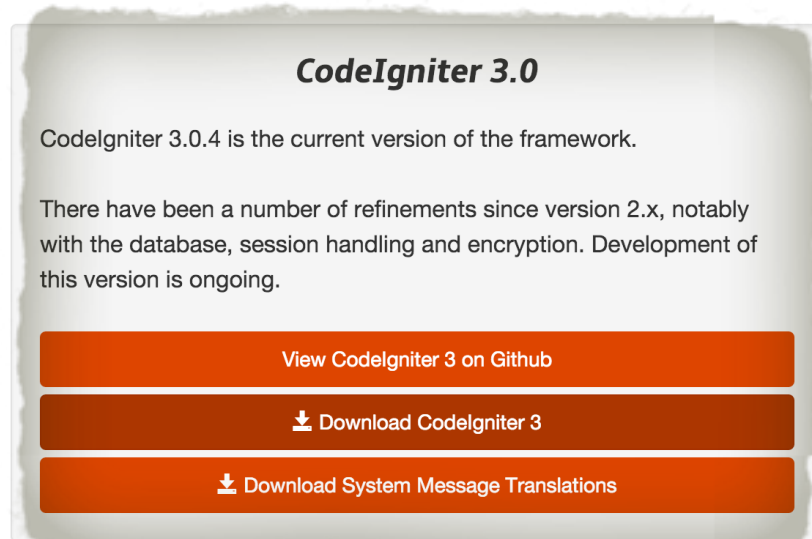 CodeIgniter 3.0
CodeIgniter 3.0.4 is the current version of the framework.
There have been a number of refinements since version 2.x, notably
with the database, session handling and encryption. Development of
this version is ongoing.
View CodeIgniter 3 on Github
Download CodeIgniter 3
Download System Message Translations